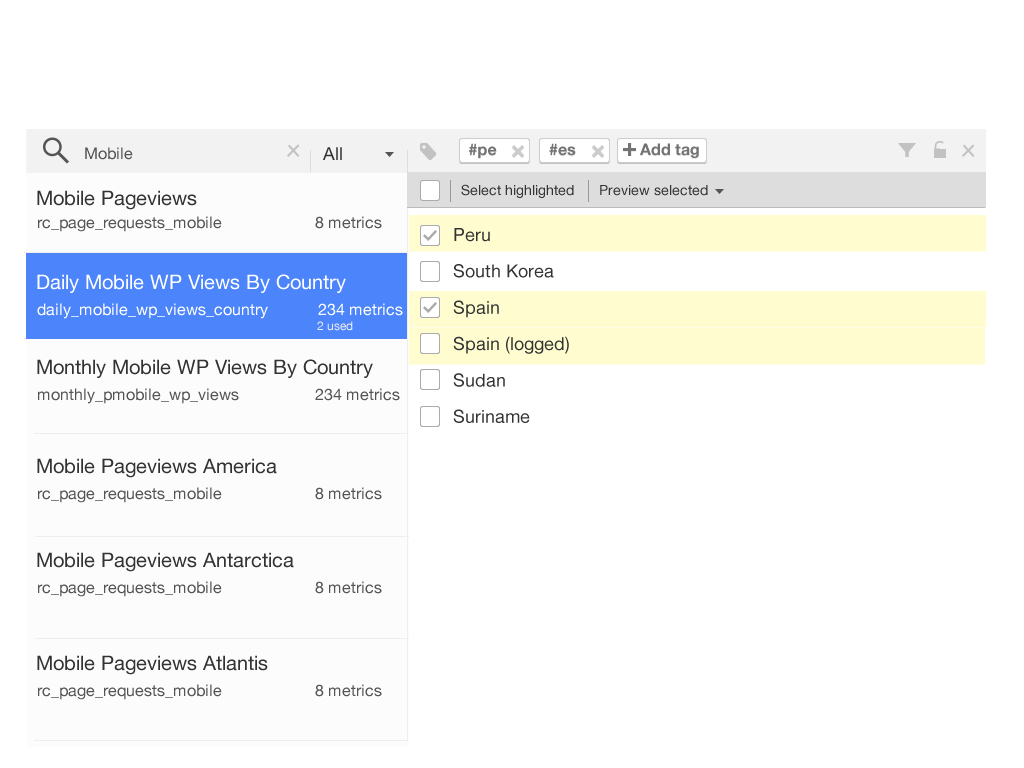 Mobile
All
#pe
#es
Add tag
Mobile Pageviews
rc_page_requests_mobile 8 metrics
Daily Mobile WP Views By Country
daily_mobile_wp_views_country 234 metrics
2 used
Monthly Mobile WP Views By Country
monthly_pmobile_wp_views 234 metrics
Mobile Pageviews America
rc_page_requests_mobile 8 metrics
Mobile Pageviews Antarctica
rc_page_requests_mobile 8 metrics
Mobile Pageviews Atlantis
rc_page_requests_mobile 8 metrics
Select highlighted
Preview selected
Peru
South Korea
Spain
Spain (logged)
Sudan
Suriname